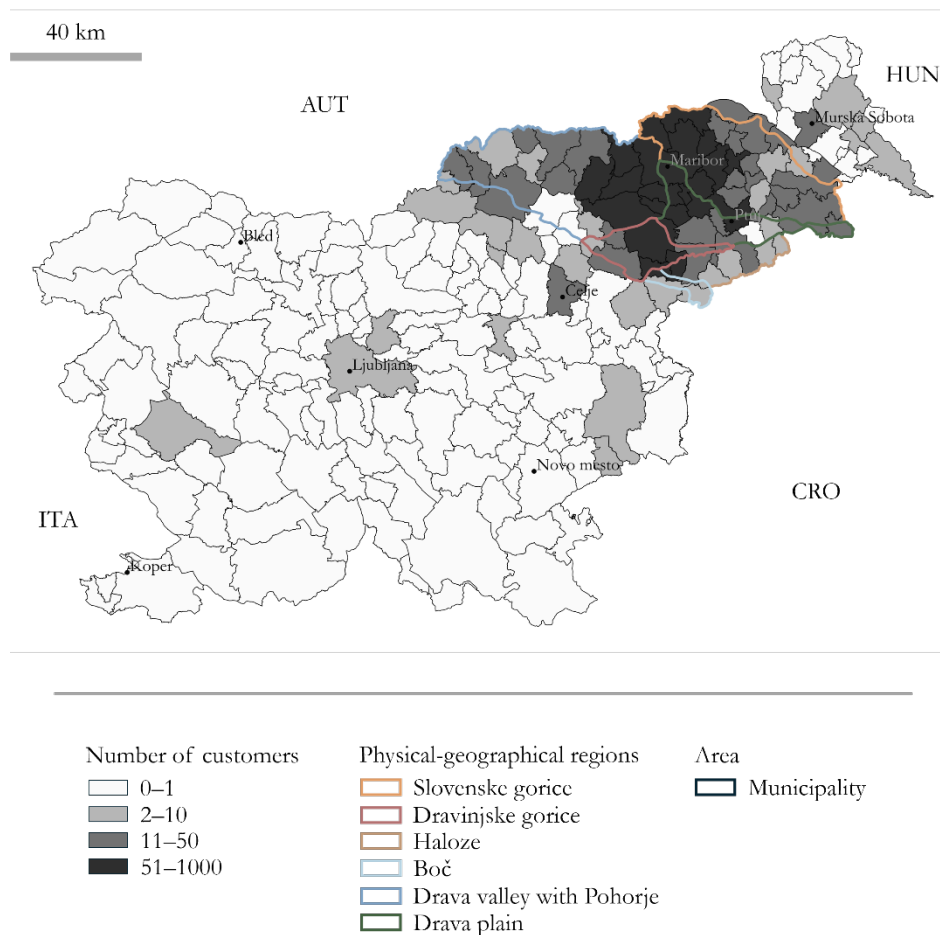 40 km
HUN
AUT
Murska Sobota
Maribor
Ptuj
Bled
Celje
Ljubljana
Novo mesto
CRO
ITA
Koper
Number of customers
0–1
2–10
11–50
51–1000
Physical-geographical regions
Slovenske gorice
Dravinjske gorice
Haloze
Boč
Drava valley with Pohorje
Drava plain
Area
Municipality